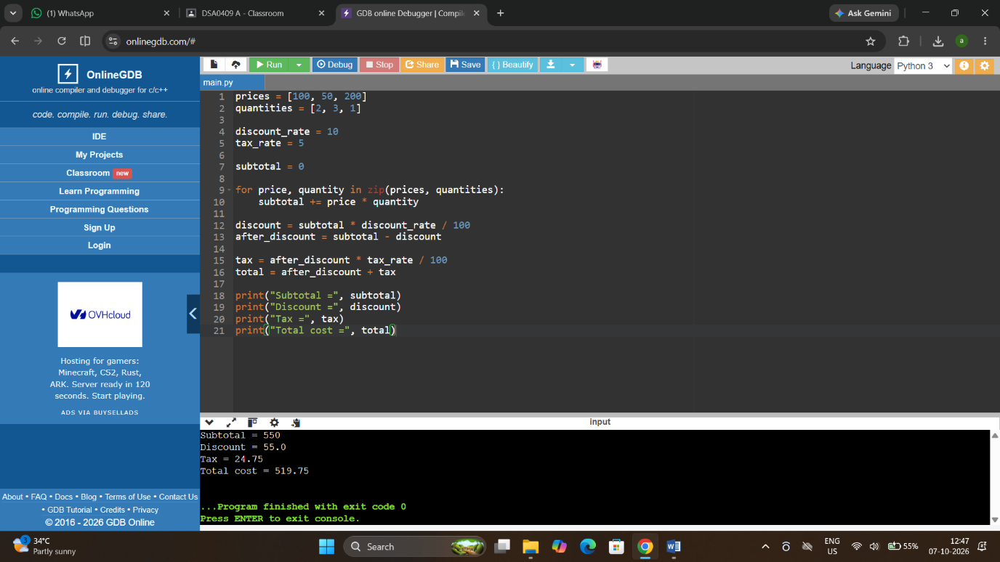 (1) WhatsApp
DSA0409 A - Classroom
GDB online Debugger | Compile
Ask Gemini
onlinegdb.com/#
a
OnlineGDB
online compiler and debugger for c/c++
code. compile. run. debug. share.
IDE
My Projects
Classroom new
Learn Programming
Programming Questions
Sign Up
Login
OVHcloud
Hosting for gamers:
Minecraft, CS2, Rust,
ARK. Server ready in 120
seconds. Start playing.
ADS VIA BUYSELLADS
About • FAQ • Docs • Blog • Terms of Use • Contact Us
• GDB Tutorial • Credits • Privacy
© 2016 - 2026 GDB Online
Run Debug Stop Share Save { } Beautify
Language Python 3
main.py
1 prices = [100, 50, 200]
2 quantities = [2, 3, 1]
3
4 discount_rate = 10
5 tax_rate = 5
6
7 subtotal = 0
8
9 for price, quantity in zip(prices, quantities):
10     subtotal += price * quantity
11
12 discount = subtotal * discount_rate / 100
13 after_discount = subtotal - discount
14
15 tax = after_discount * tax_rate / 100
16 total = after_discount + tax
17
18 print("Subtotal =", subtotal)
19 print("Discount =", discount)
20 print("Tax =", tax)
21 print("Total cost =", total)
input
Subtotal = 550
Discount = 55.0
Tax = 24.75
Total cost = 519.75
...Program finished with exit code 0
Press ENTER to exit console.
3
34°C
Partly sunny
Search
ENG
US
55%
12:47
07-10-2026